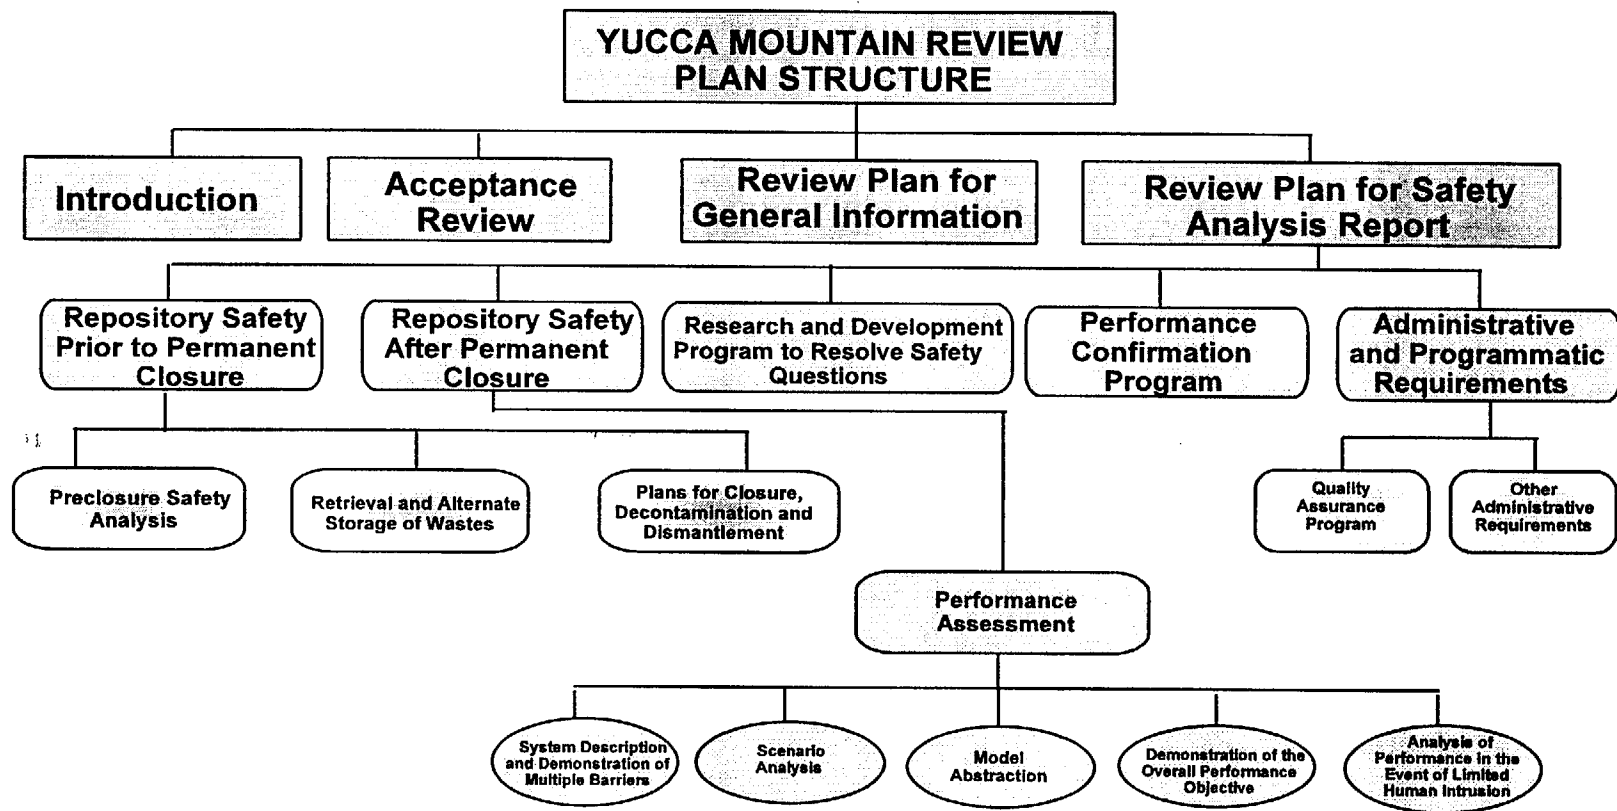 YUCCA MOUNTAIN REVIEW
PLAN STRUCTURE
Introduction
Acceptance
Review
Review Plan for
General Information
Review Plan for Safety
Analysis Report
Repository Safety
Prior to Permanent
Closure
Repository Safety
After Permanent
Closure
Research and Development
Program to Resolve Safety
Questions
Performance
Confirmation
Program
Administrative
and Programmatic
Requirements
Preclosure Safety
Analysis
Retrieval and Alternate
Storage of Wastes
Plans for Closure,
Decontamination and
Dismantlement
Quality
Assurance
Program
Other
Administrative
Requirements
Performance
Assessment
System Description
and Demonstration of
Multiple Barriers
Scenario
Analysis
Model
Abstraction
Demonstration of the
Overall Performance
Objective
Analysis of
Performance in the
Event of Limited
Human Intrusion